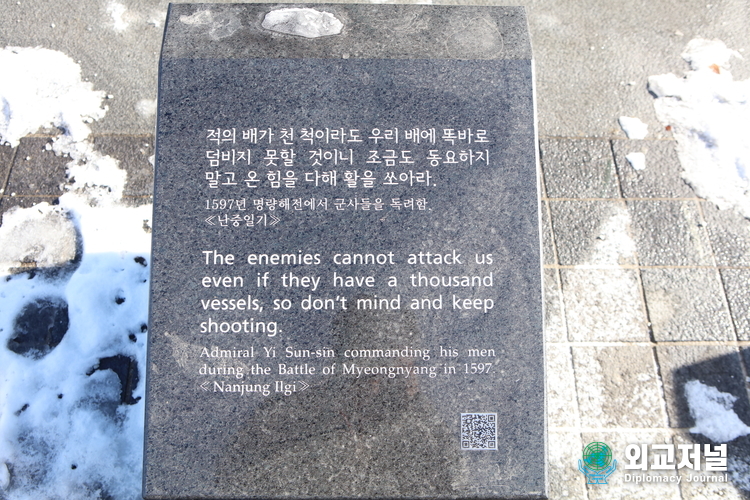 적의 배가 천 척이라도 우리 배에 똑바로
덤비지 못할 것이니 조금도 동요하지
말고 온 힘을 다해 활을 쏘아라.
1597년 명량해전에서 군사들을 독려함.
≪난중일기≫
The enemies cannot attack us
even if they have a thousand
vessels, so don't mind and keep
shooting.
Admiral Yi Sun-sin commanding his men
during the Battle of Myeongnyang in 1597.
≪Nanjung Ilgi≫
외교저널
Diplomacy Journal